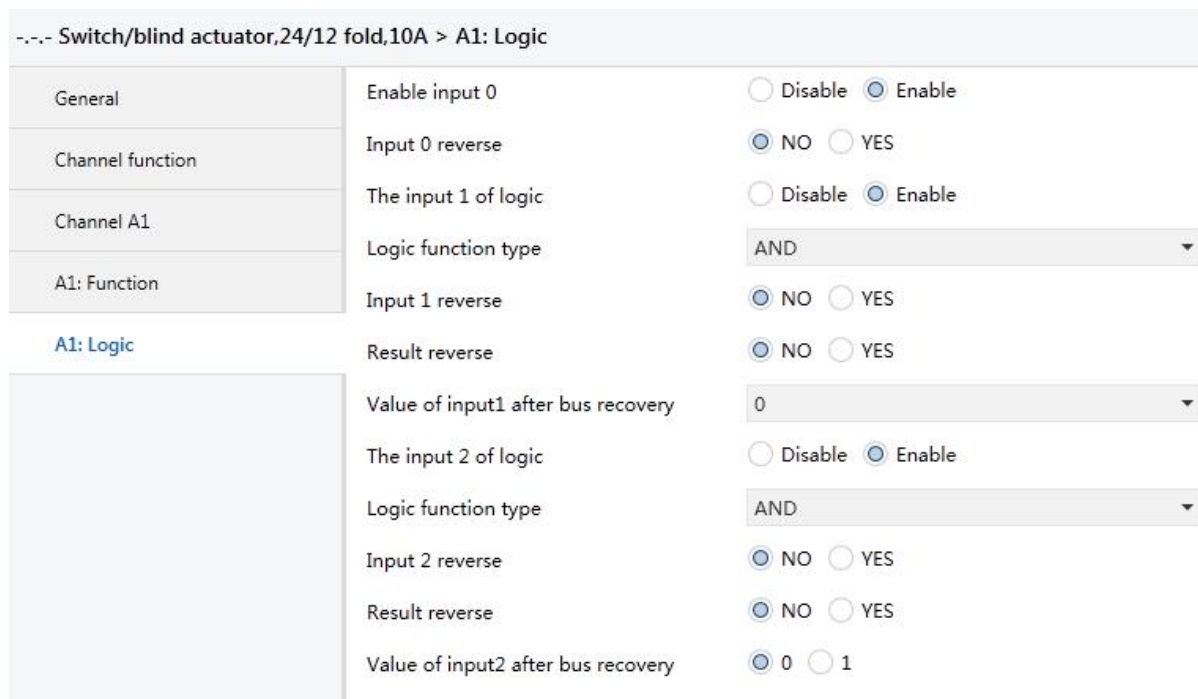 -.-.- Switch/blind actuator,24/12 fold,10A > A1: Logic
General
Channel function
Channel A1
A1: Function
A1: Logic
Enable input 0 Disable Enable
Input 0 reverse NO YES
The input 1 of logic Disable Enable
Logic function type AND
Input 1 reverse NO YES
Result reverse NO YES
Value of input1 after bus recovery 0
The input 2 of logic Disable Enable
Logic function type AND
Input 2 reverse NO YES
Result reverse NO YES
Value of input2 after bus recovery 0 1